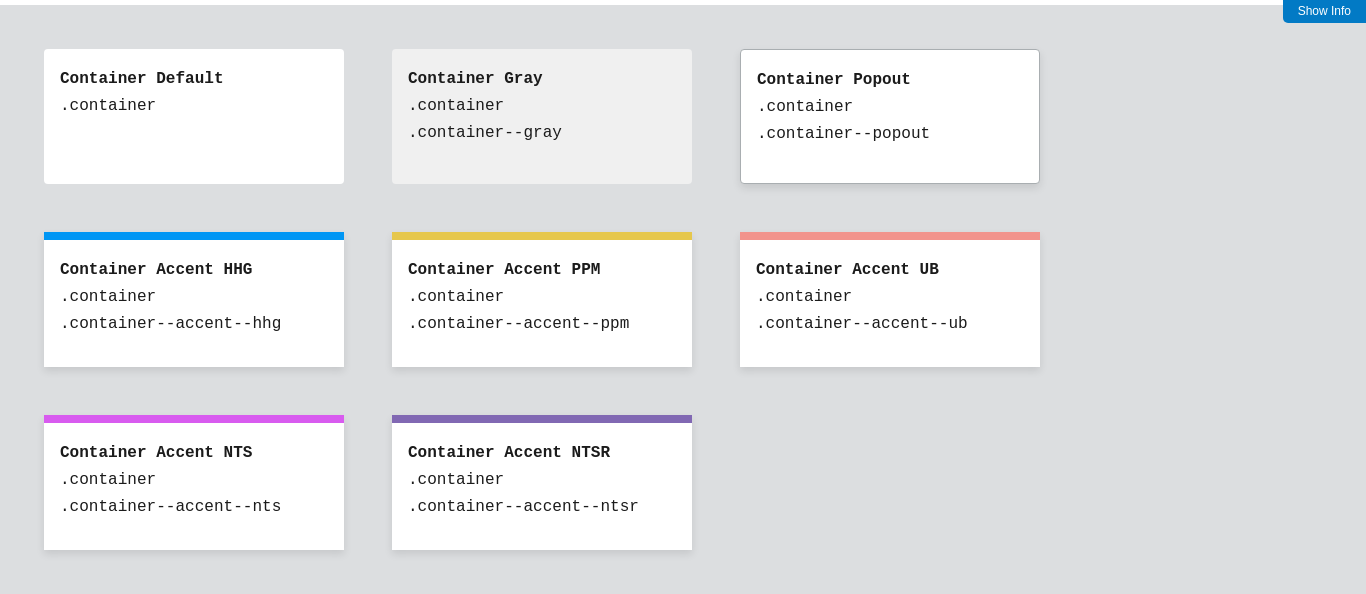 Show Info
Container Default
.container
Container Gray
.container
.container--gray
Container Popout
.container
.container--popout
Container Accent HHG
.container
.container--accent--hhg
Container Accent PPM
.container
.container--accent--ppm
Container Accent UB
.container
.container--accent--ub
Container Accent NTS
.container
.container--accent--nts
Container Accent NTSR
.container
.container--accent--ntsr